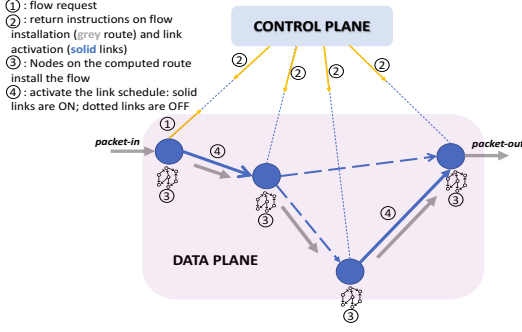 ① : flow request
② : return instructions on flow
installation (grey route) and link
activation (solid links)
③ : Nodes on the computed route
install the flow
④ : activate the link schedule: solid
links are ON; dotted links are OFF
CONTROL PLANE
②
②
②
②
①
packet-in
④
packet-out
③
③
③
④
DATA PLANE
③